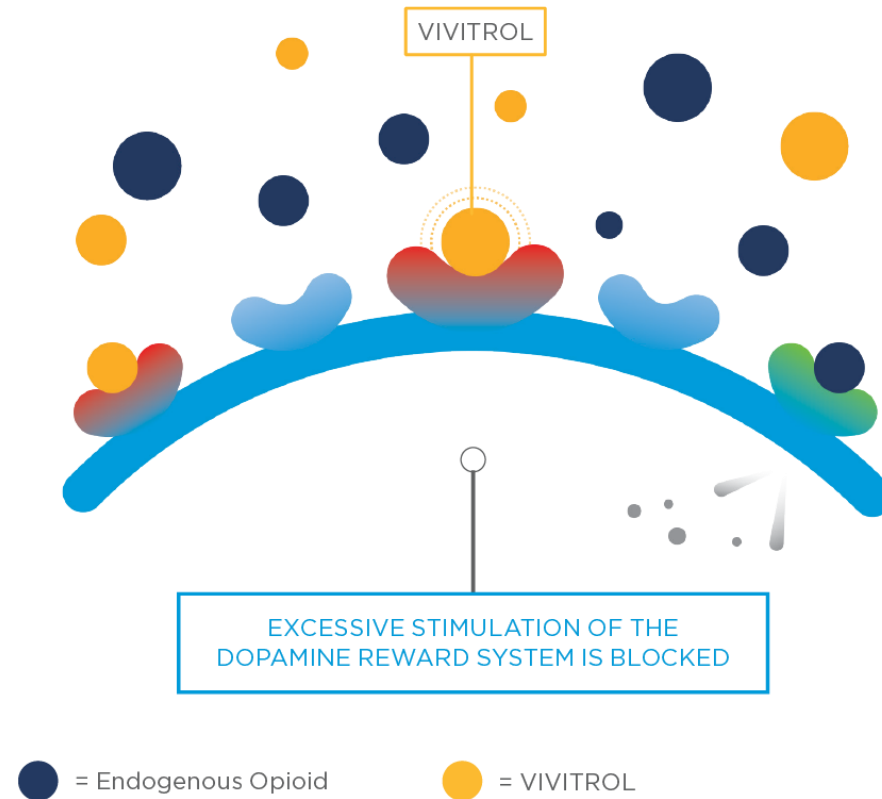 VIVITROL
EXCESSIVE STIMULATION OF THE
DOPAMINE REWARD SYSTEM IS BLOCKED
= Endogenous Opioid
= VIVITROL